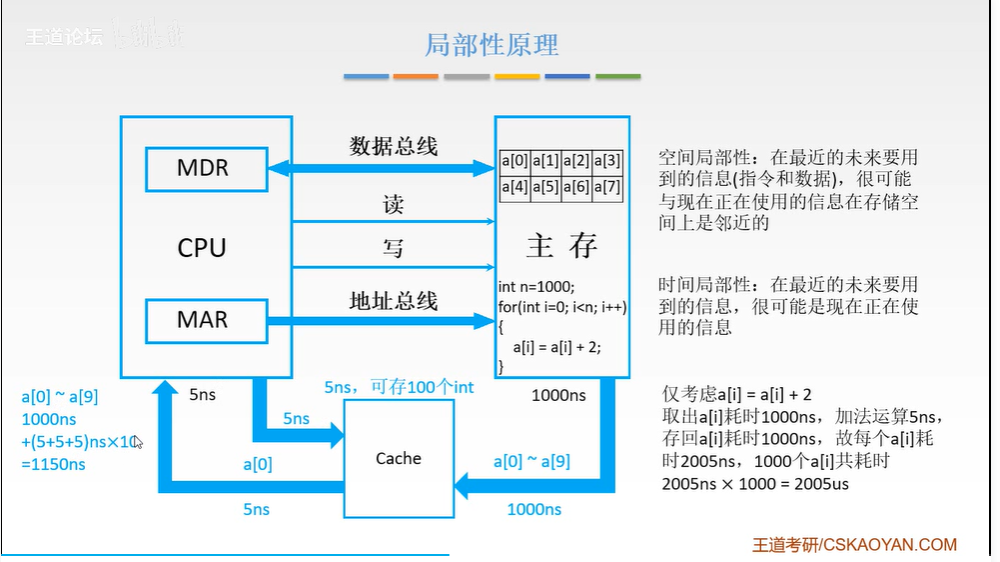 王道论坛
局部性原理
MDR
CPU
MAR
数据总线
读
写
地址总线
a[0] a[1] a[2] a[3]
a[4] a[5] a[6] a[7]
主 存
int n=1000;
for(int i=0; i<n; i++)
{
a[i] = a[i] + 2;
}
空间局部性：在最近的未来要用
到的信息(指令和数据)，很可能
与现在正在使用的信息在存储空
间上是邻近的
时间局部性：在最近的未来要用
到的信息，很可能是现在正在使
用的信息
a[0] ~ a[9]
1000ns
+(5+5+5)ns×10
=1150ns
5ns
5ns
5ns，可存100个int
Cache
a[0]
5ns
1000ns
a[0] ~ a[9]
1000ns
仅考虑a[i] = a[i] + 2
取出a[i]耗时1000ns，加法运算5ns，
存回a[i]耗时1000ns，故每个a[i]耗
时2005ns，1000个a[i]共耗时
2005ns × 1000 = 2005us
王道考研/CSKAOYAN.COM